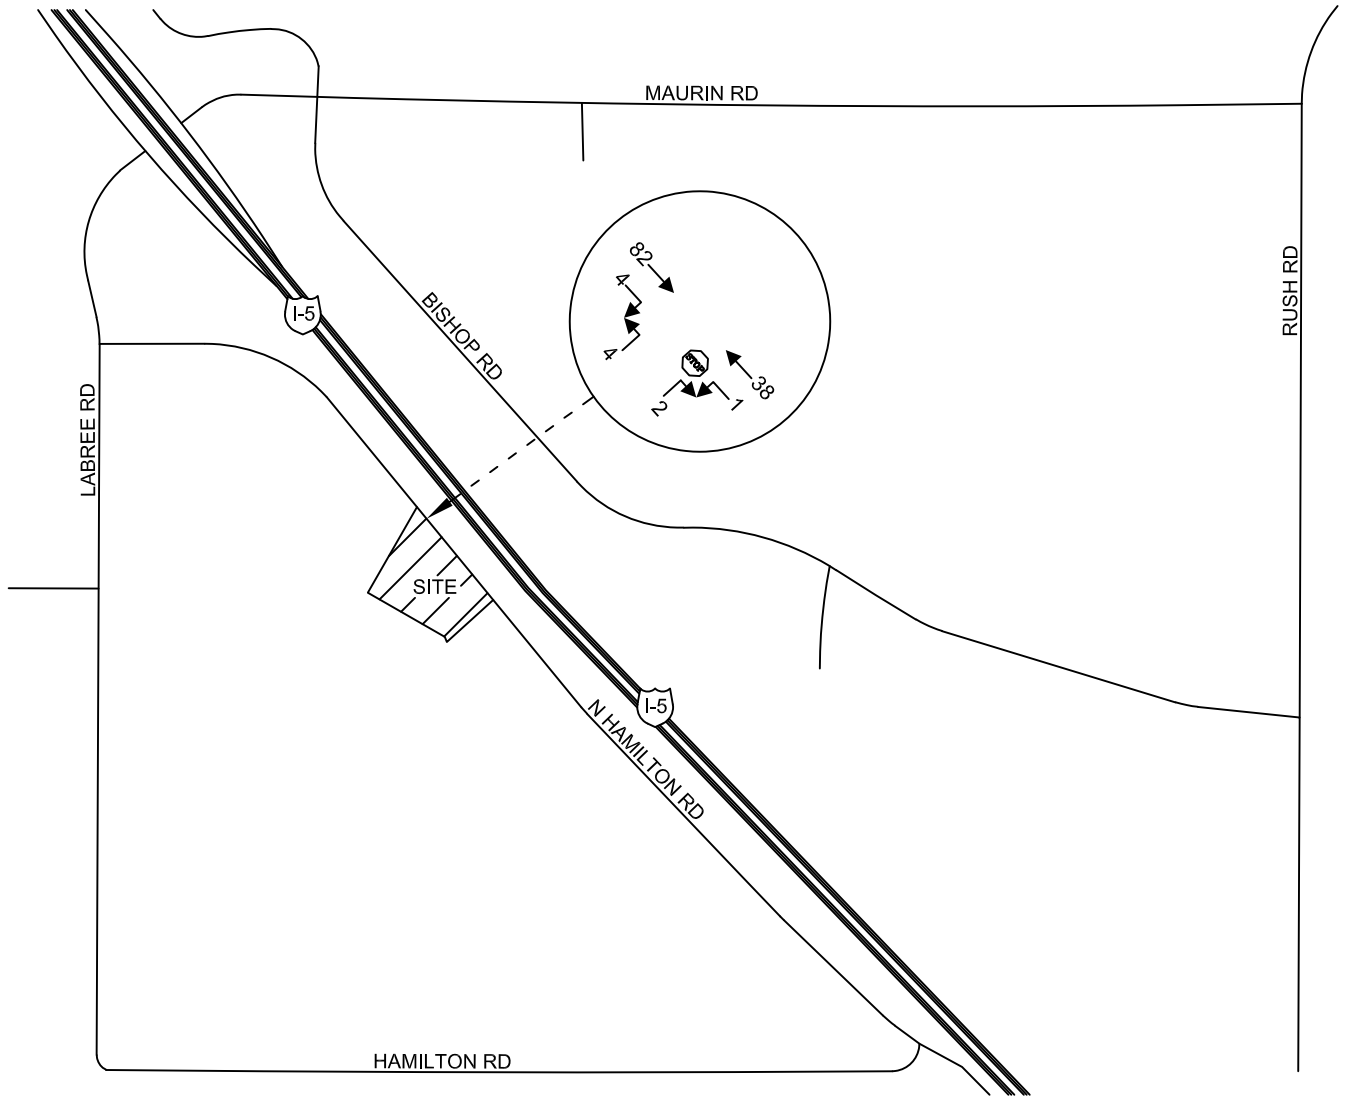 MAURIN RD
82
4
RUSH RD
I-5
BISHOP RD
4
STOP
38
2
1
LABREE RD
SITE
I-5
N HAMILTON RD
HAMILTON RD